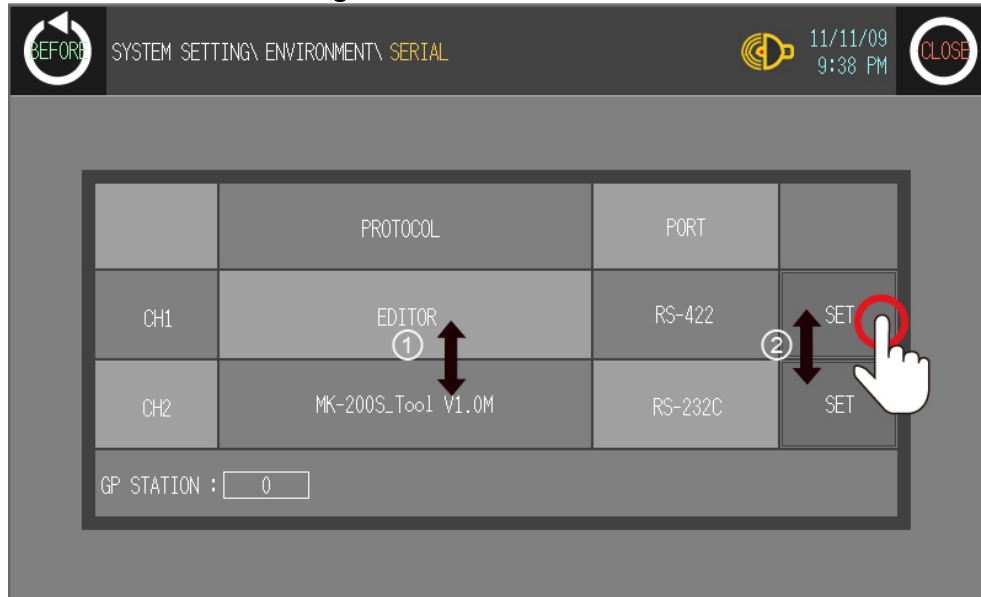 BEFORE SYSTEM SETTING\ ENVIRONMENT\ SERIAL 11/11/09 CLOSE
9:38 PM
PROTOCOL PORT
CH1 EDITOR RS-422 SET
① ②
CH2 MK-200S_Tool V1.0M RS-232C SET
GP STATION : 0